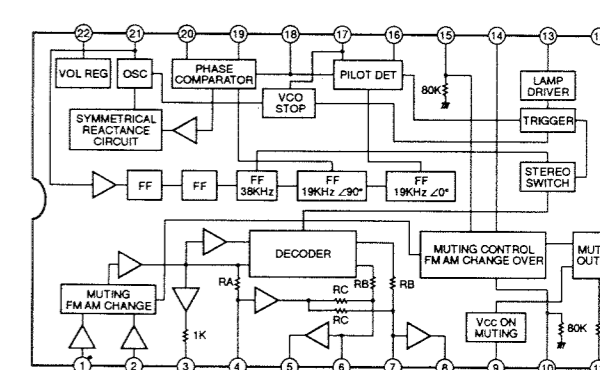 22 21 20 19 18 17 16 15 14 13
VOL REG
OSC
PHASE
COMPARATOR
PILOT DET
80K
LAMP
DRIVER
VCO
STOP
TRIGGER
SYMMETRICAL
REACTANCE
CIRCUIT
FF
FF
FF
38KHz
FF
19KHz ∠90°
FF
19KHz ∠0°
STEREO
SWITCH
DECODER
MUTING CONTROL
FM AM CHANGE OVER
MUT
OUT
RA
RB
RB
RC
RC
MUTING
FM AM CHANGE
1K
VCC ON
MUTING
80K
1 2 3 4 5 6 7 8 9 10